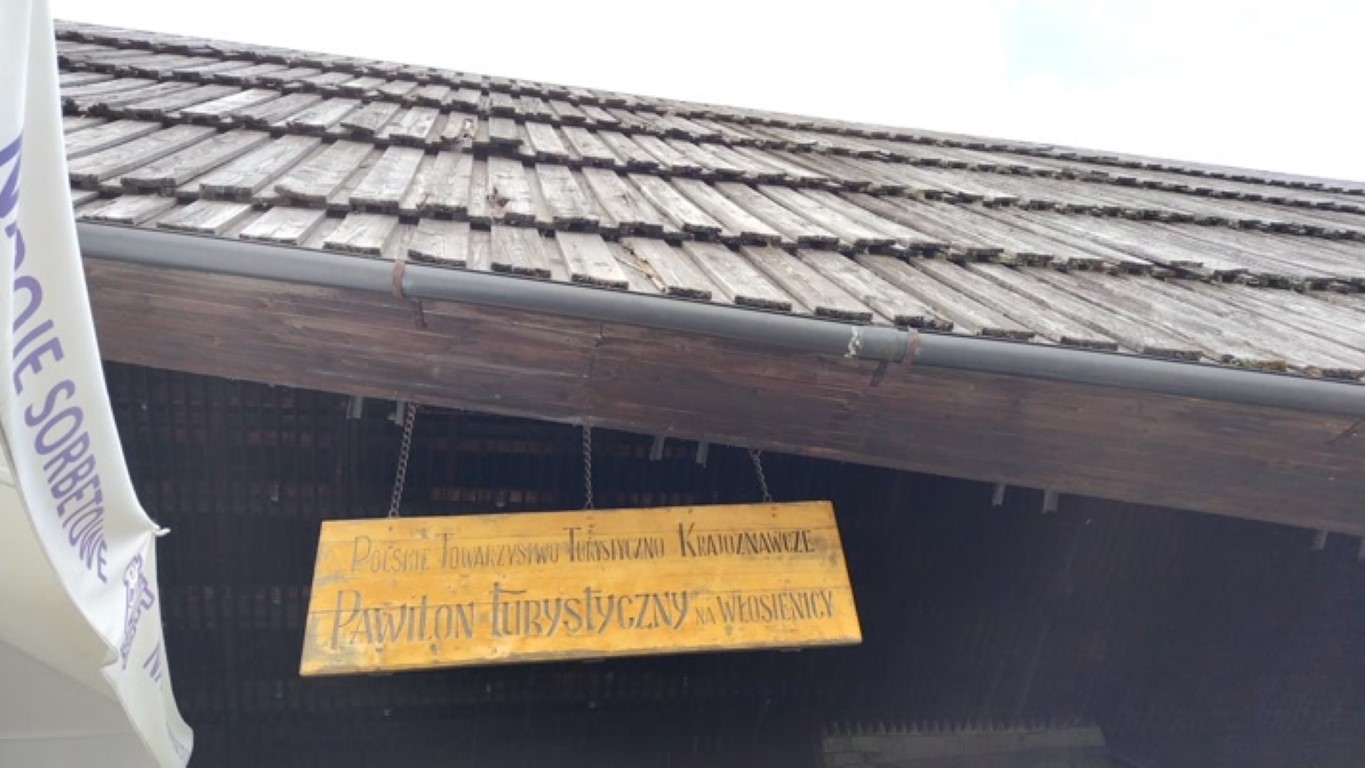 Polskie Towarzystwo Turystyczno Krajoznawcze
Pawilon Turystyczny na Włosienicy
SORBETOWE